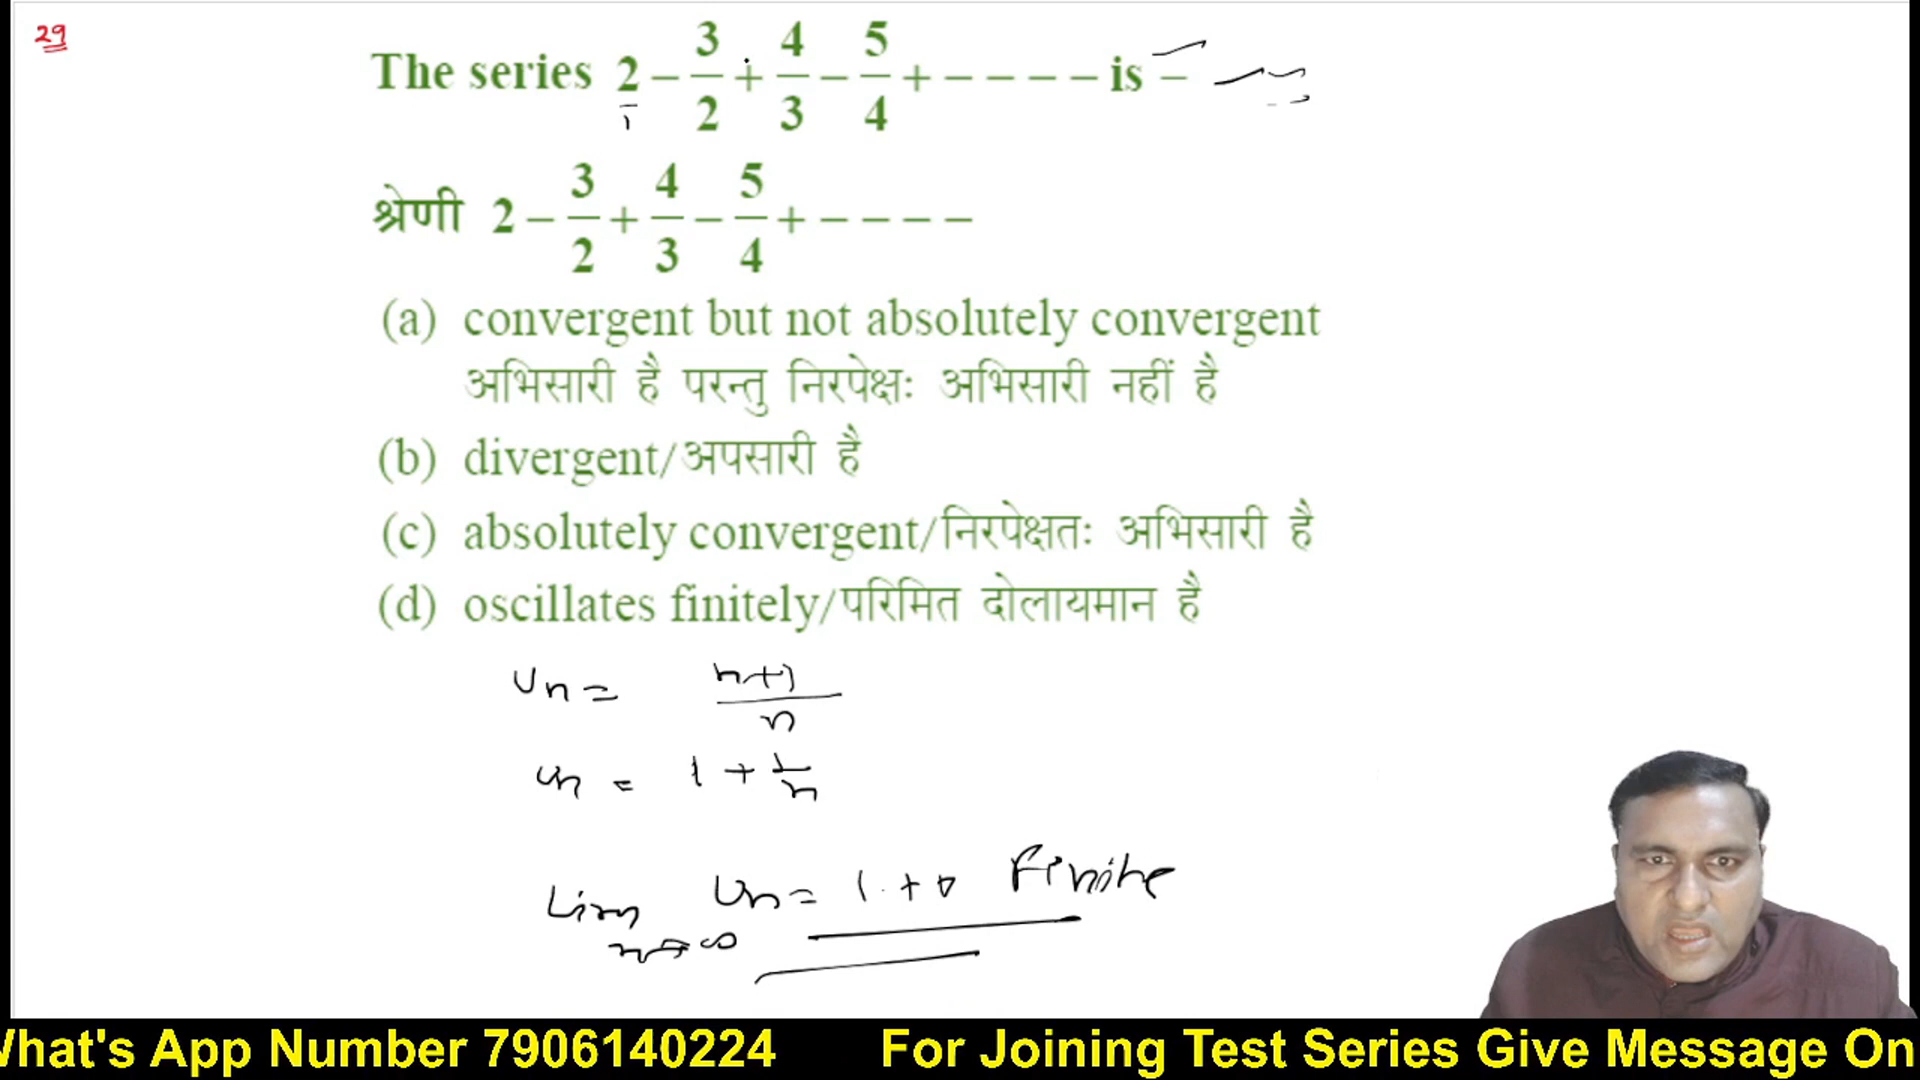 29
The series 2 − 3/2 + 4/3 − 5/4 + − − − − is −
1
श्रेणी 2 − 3/2 + 4/3 − 5/4 + − − − −
(a) convergent but not absolutely convergent
अभिसारी है परन्तु निरपेक्षः अभिसारी नहीं है
(b) divergent/अपसारी है
(c) absolutely convergent/निरपेक्षतः अभिसारी है
(d) oscillates finitely/परिमित दोलायमान है
Un = n+1/n
un = 1 + 1/n
Lim n→∞ Un = 1 + 0 Finite
What's App Number 7906140224 For Joining Test Series Give Message On